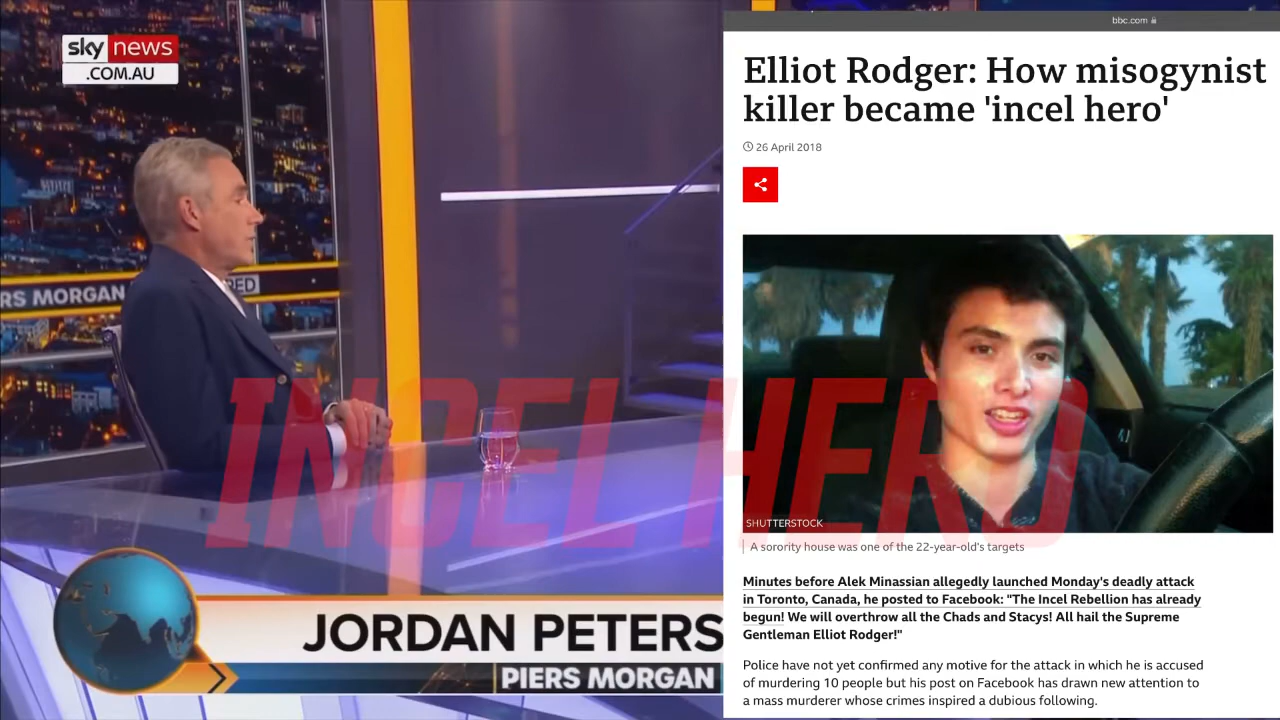 sky news
.COM.AU
RS MORGAN
RED
INCEL HERO
JORDAN PETERS
PIERS MORGAN
bbc.com
Elliot Rodger: How misogynist
killer became 'incel hero'
26 April 2018
SHUTTERSTOCK
A sorority house was one of the 22-year-old's targets
Minutes before Alek Minassian allegedly launched Monday's deadly attack
in Toronto, Canada, he posted to Facebook: "The Incel Rebellion has already
begun! We will overthrow all the Chads and Stacys! All hail the Supreme
Gentleman Elliot Rodger!"
Police have not yet confirmed any motive for the attack in which he is accused
of murdering 10 people but his post on Facebook has drawn new attention to
a mass murderer whose crimes inspired a dubious following.